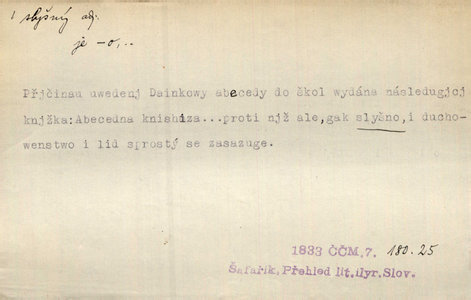 1 slyšný adj.
je -o,..
Přjčinau uwedenj Dainkowy abecedy do škol wydána následugjcj
knjžka:Abecedna knishiza...proti njž ale,gak slyšno,i ducho-
wenstwo i lid sprostý se zasazuge.
1833 ČČM.7. 180.25
Šafařík, Přehled lit.ilyr.Slov.